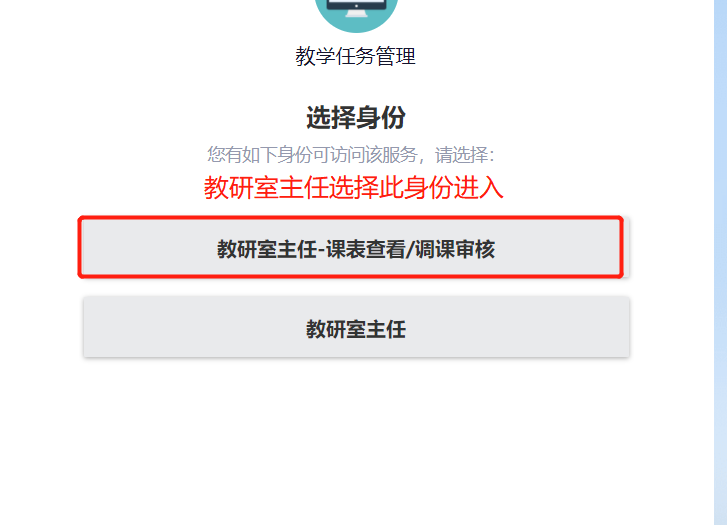 教学任务管理
选择身份
您有如下身份可访问该服务，请选择：
教研室主任选择此身份进入
教研室主任-课表查看/调课审核
教研室主任